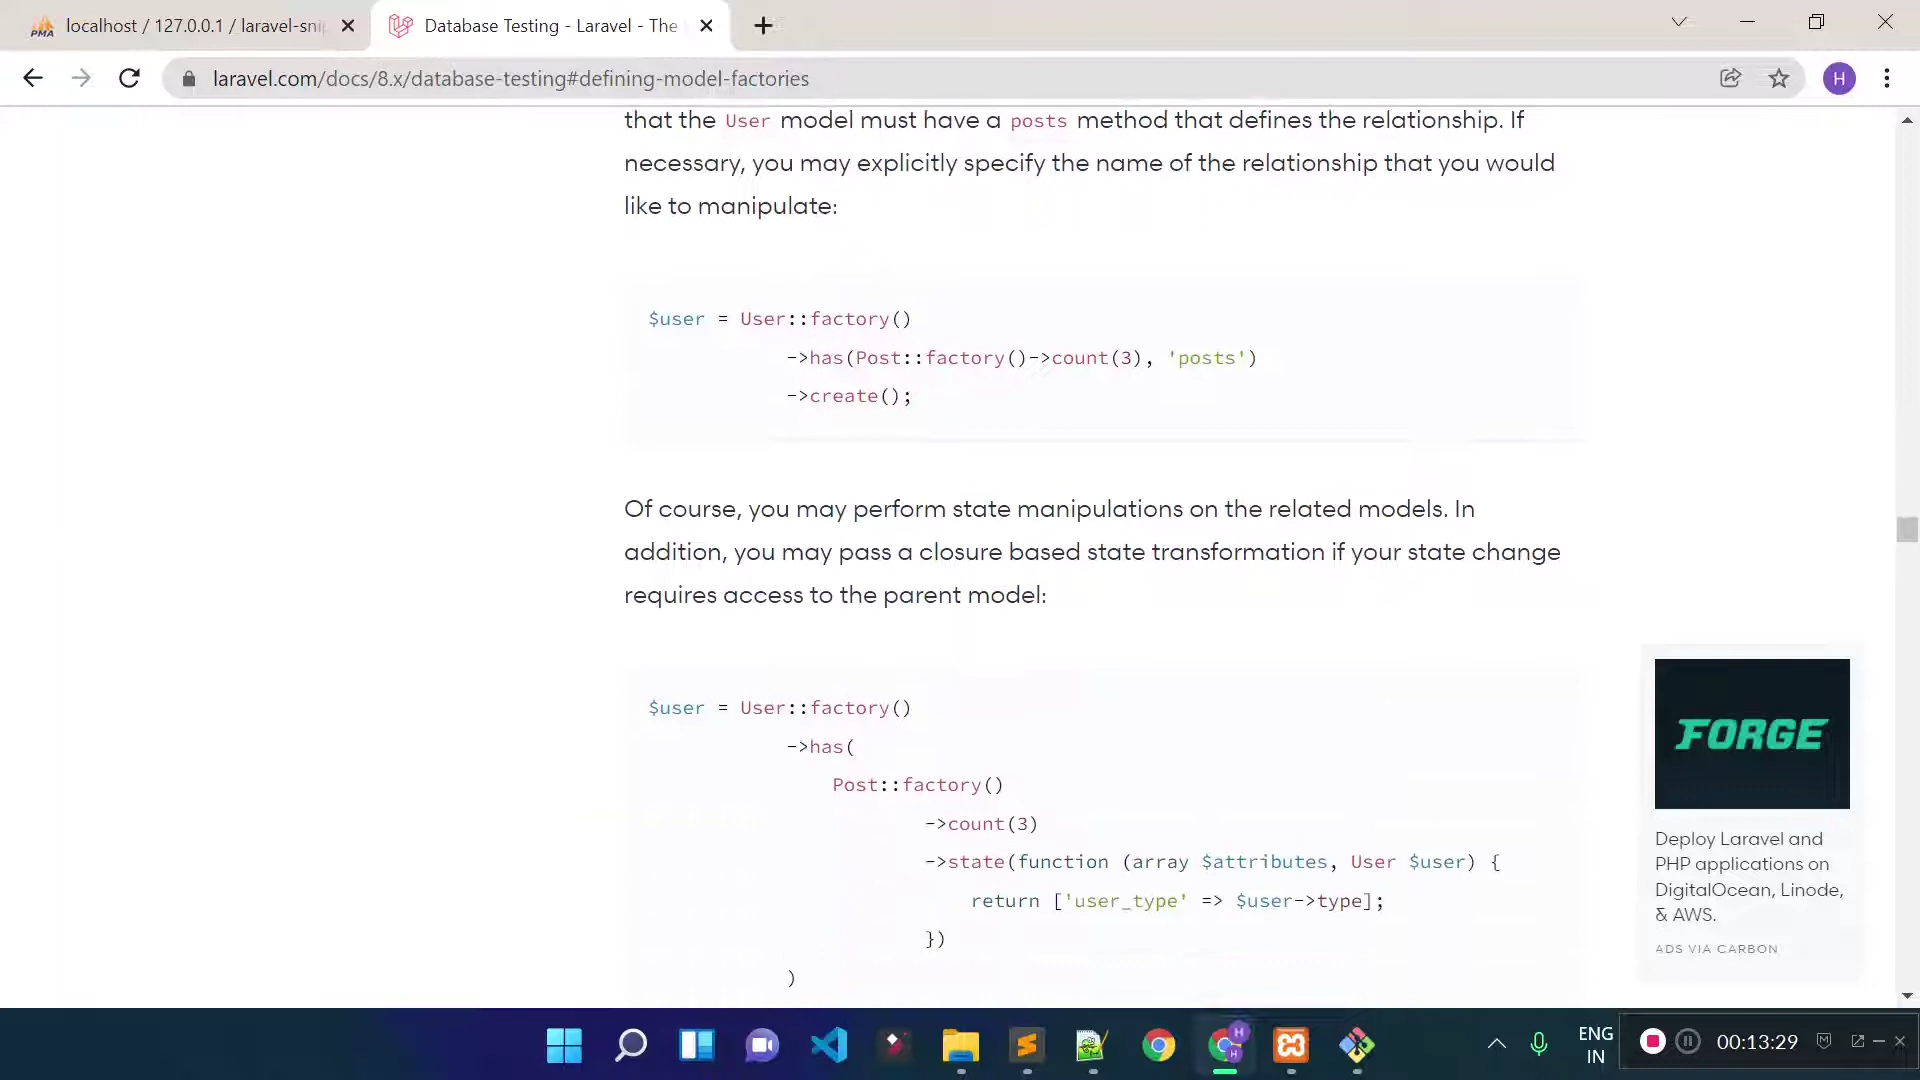 localhost / 127.0.0.1 / laravel-sni
Database Testing - Laravel - The
laravel.com/docs/8.x/database-testing#defining-model-factories
H
that the User model must have a posts method that defines the relationship. If
necessary, you may explicitly specify the name of the relationship that you would
like to manipulate:
$user = User::factory()
->has(Post::factory()->count(3), 'posts')
->create();
Of course, you may perform state manipulations on the related models. In
addition, you may pass a closure based state transformation if your state change
requires access to the parent model:
$user = User::factory()
->has(
Post::factory()
->count(3)
->state(function (array $attributes, User $user) {
return ['user_type' => $user->type];
})
)
FORGE
Deploy Laravel and
PHP applications on
DigitalOcean, Linode,
& AWS.
ADS VIA CARBON
ENG
IN
00:13:29